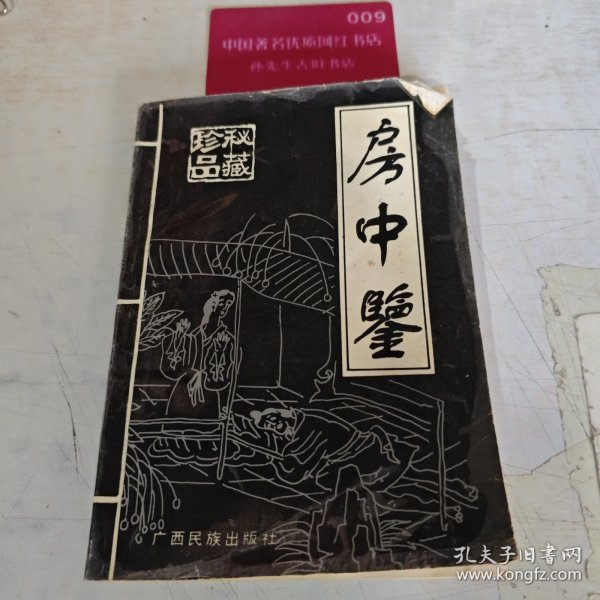 009
中国著名优质网红书店
孙先生古旧书店
秘藏
珍品
房中鑒
广西民族出版社
孔夫子旧书网
www.kongfz.com